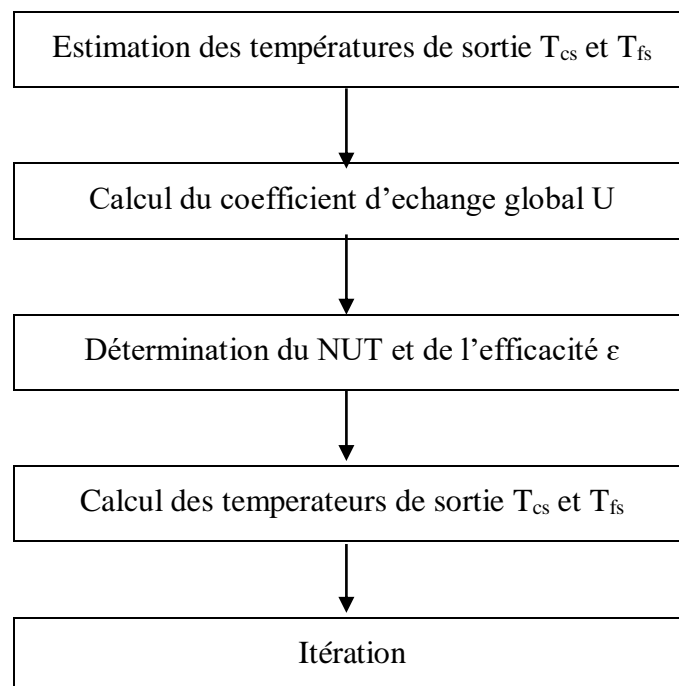 Estimation des températures de sortie Tcs et Tfs
Calcul du coefficient d’echange global U
Détermination du NUT et de l’efficacité ε
Calcul des temperateurs de sortie Tcs et Tfs
Itération